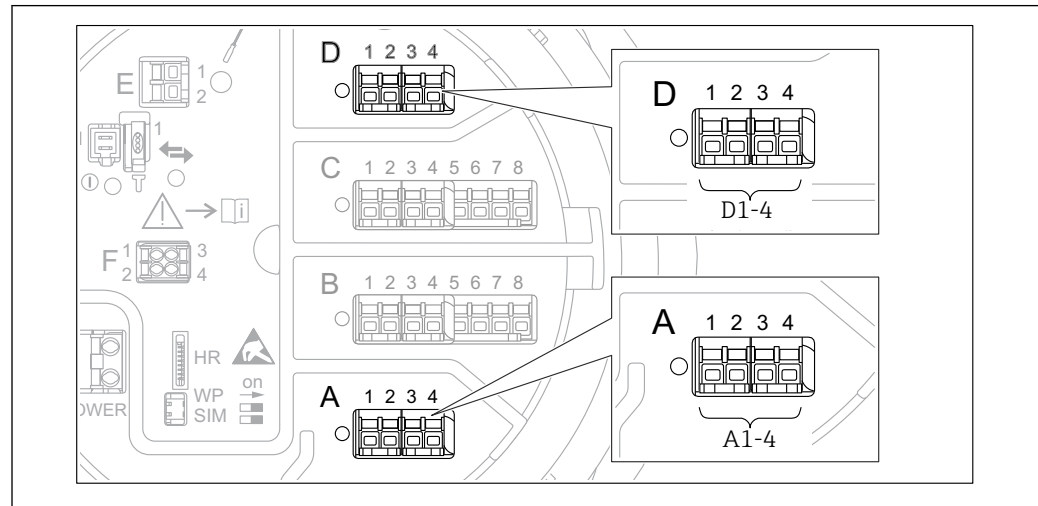 D 1 2 3 4
E 1
2
1
C 1 2 3 4 5 6 7 8
i
F 1 3
2 4
B 1 2 3 4 5 6 7 8
HR
WP on
SIM
OWER
A 1 2 3 4
D 1 2 3 4
D1-4
A 1 2 3 4
A1-4